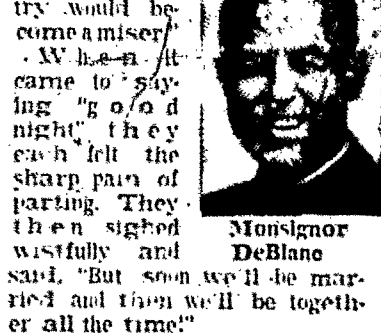 try would be-
come a miser."
When it
came to say-
ing "good
night", they
each felt the
sharp pain of
parting. They
then sighed
wistfully and
said, "But soon we'll be mar-
ried and then we'll be togeth-
er all the time!"
Monsignor
DeBlanc